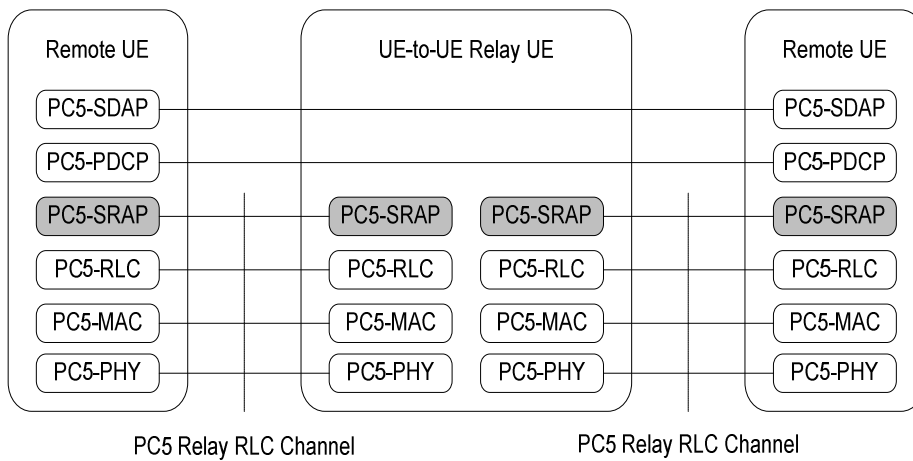 Remote UE
UE-to-UE Relay UE
Remote UE
PC5-SDAP
PC5-SDAP
PC5-PDCP
PC5-PDCP
PC5-SRAP
PC5-SRAP
PC5-SRAP
PC5-SRAP
PC5-RLC
PC5-RLC
PC5-RLC
PC5-RLC
PC5-MAC
PC5-MAC
PC5-MAC
PC5-MAC
PC5-PHY
PC5-PHY
PC5-PHY
PC5-PHY
PC5 Relay RLC Channel
PC5 Relay RLC Channel